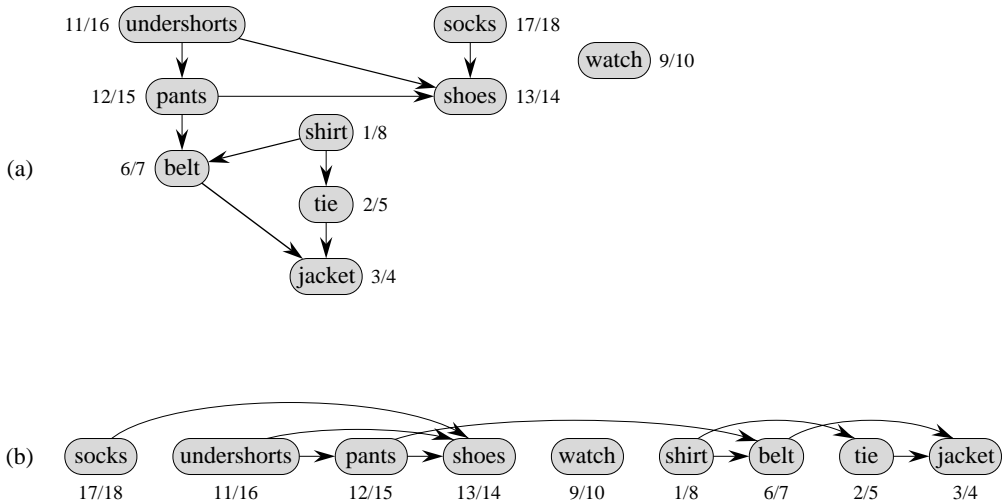 11/16 undershorts socks 17/18
watch 9/10
12/15 pants shoes 13/14
shirt 1/8
(a) 6/7 belt
tie 2/5
jacket 3/4
(b) socks undershorts pants shoes watch shirt belt tie jacket
17/18 11/16 12/15 13/14 9/10 1/8 6/7 2/5 3/4